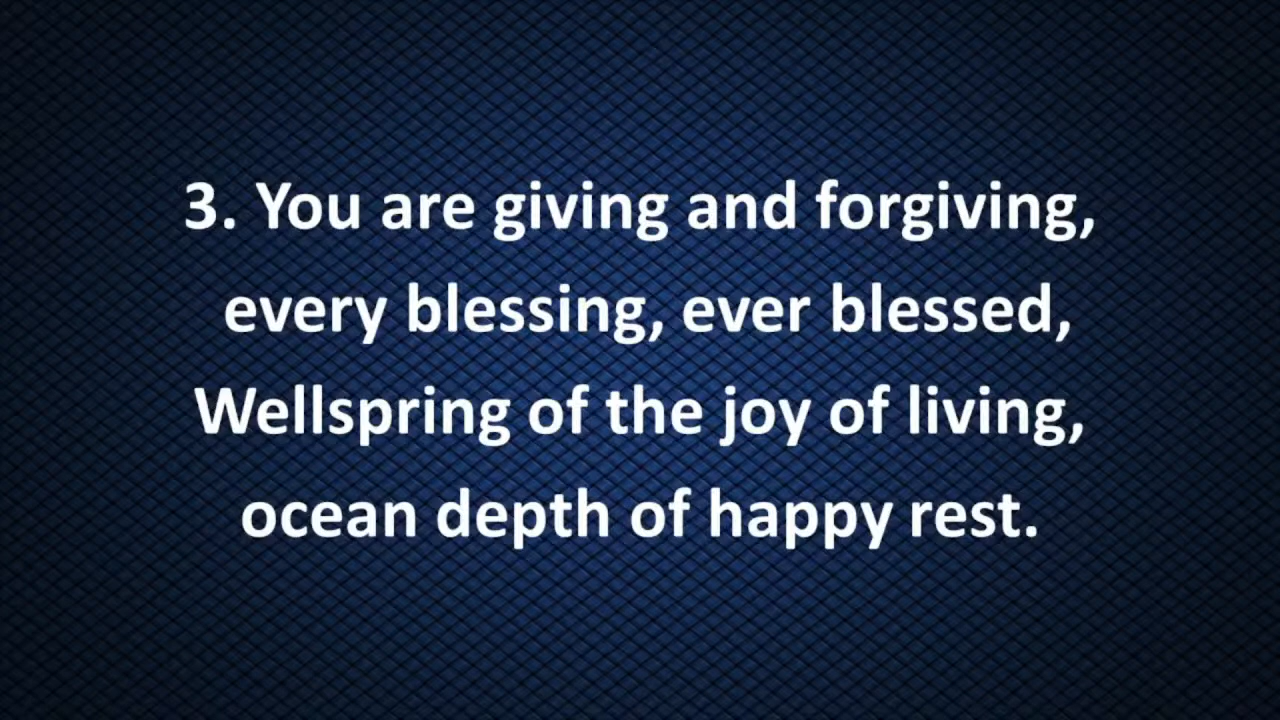 3. You are giving and forgiving,
every blessing, ever blessed,
Wellspring of the joy of living,
ocean depth of happy rest.